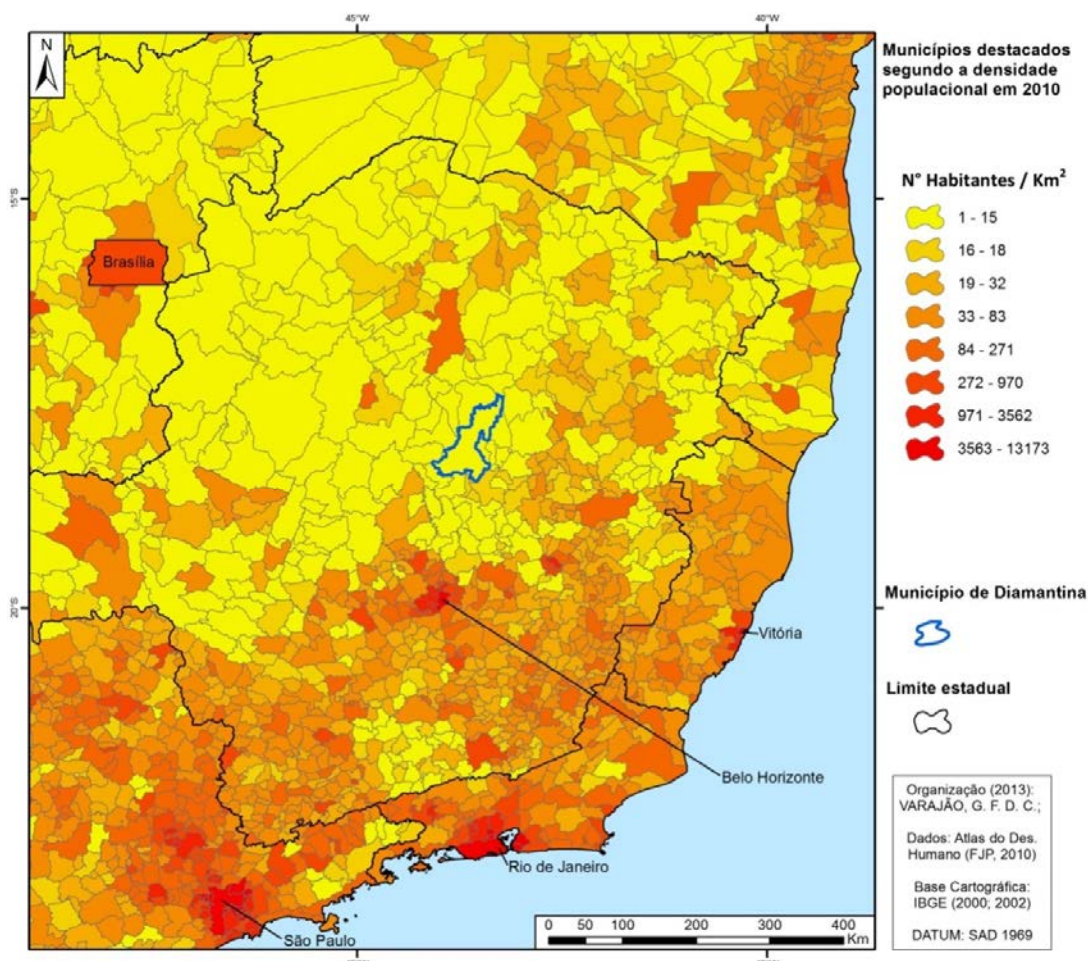 45°W
40°W
N
15°S
20°S
Brasília
Vitória
Belo Horizonte
Rio de Janeiro
São Paulo
0 50 100 200 300 400
Km
Municípios destacados
segundo a densidade
populacional em 2010
N° Habitantes / Km²
1 - 15
16 - 18
19 - 32
33 - 83
84 - 271
272 - 970
971 - 3562
3563 - 13173
Município de Diamantina
Limite estadual
Organização (2013):
VARAJÃO, G. F. D. C.;
Dados: Atlas do Des.
Humano (FJP, 2010)
Base Cartográfica:
IBGE (2000; 2002)
DATUM: SAD 1969